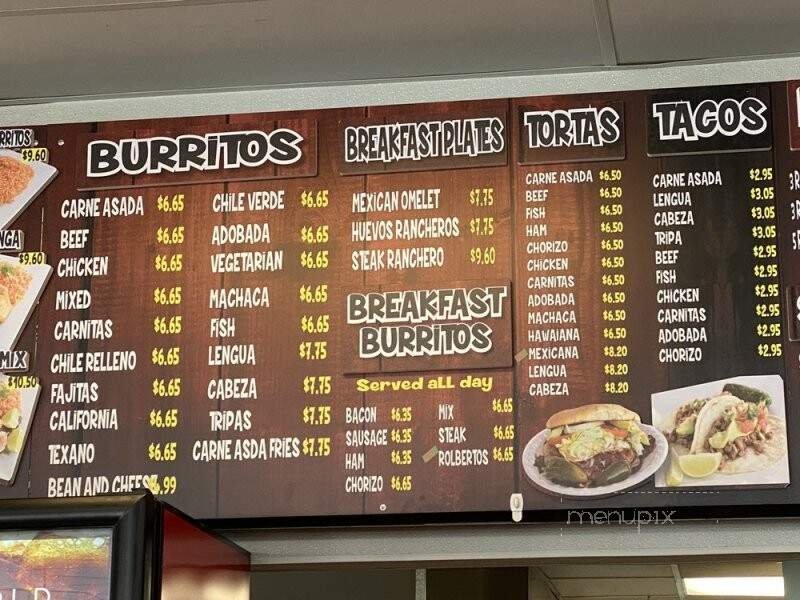 RRITOS
$9.60
NGA
$9.60
MIX
$10.50
BURRITOS
CARNE ASADA $6.65
BEEF $6.65
CHICKEN $6.65
MIXED $6.65
CARNITAS $6.65
CHILE RELLENO $6.65
FAJITAS $6.65
CALIFORNIA $6.65
TEXANO $6.65
BEAN AND CHEES .99
CHILE VERDE $6.65
ADOBADA $6.65
VEGETARIAN $6.65
MACHACA $6.65
FISH $6.65
LENGUA $7.75
CABEZA $7.75
TRIPAS $7.75
CARNE ASDA FRIES $7.75
BREAKFAST PLATES
MEXICAN OMELET $7.75
HUEVOS RANCHEROS $7.75
STEAK RANCHERO $9.60
BREAKFAST
BURRITOS
Served all day
BACON $6.35
SAUSAGE $6.35
HAM $6.35
CHORIZO $6.65
MIX $6.65
STEAK $6.65
ROLBERTOS $6.65
TORTAS
CARNE ASADA $6.50
BEEF $6.50
FISH $6.50
HAM $6.50
CHORIZO $6.50
CHICKEN $6.50
CARNITAS $6.50
ADOBADA $6.50
MACHACA $6.50
HAWAIANA $6.50
MEXICANA $8.20
LENGUA $8.20
CABEZA $8.20
TACOS
CARNE ASADA $2.95
LENGUA $3.05
CABEZA $3.05
TRIPA $3.05
BEEF $2.95
FISH $2.95
CHICKEN $2.95
CARNITAS $2.95
ADOBADA $2.95
CHORIZO $2.95
menupix